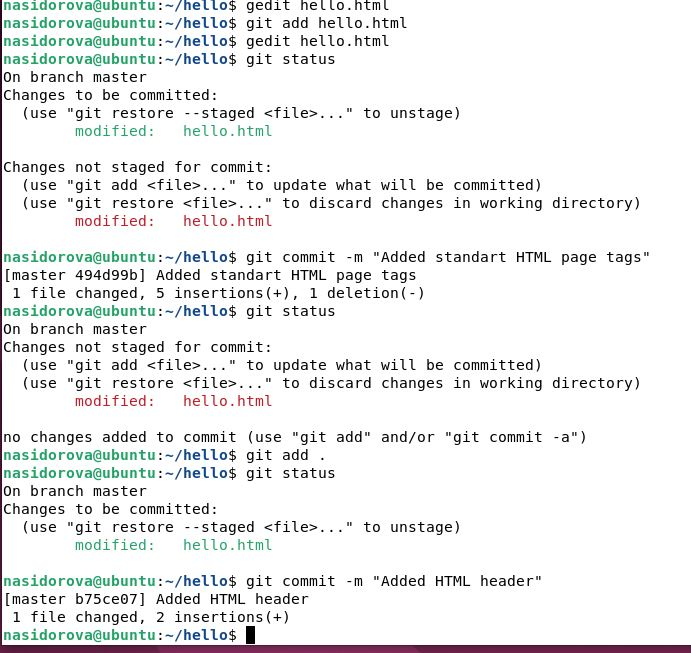 nasidorova@ubuntu:~/hello$ gedit hello.html
nasidorova@ubuntu:~/hello$ git add hello.html
nasidorova@ubuntu:~/hello$ gedit hello.html
nasidorova@ubuntu:~/hello$ git status
On branch master
Changes to be committed:
  (use "git restore --staged <file>..." to unstage)
        modified:   hello.html

Changes not staged for commit:
  (use "git add <file>..." to update what will be committed)
  (use "git restore <file>..." to discard changes in working directory)
        modified:   hello.html

nasidorova@ubuntu:~/hello$ git commit -m "Added standart HTML page tags"
[master 494d99b] Added standart HTML page tags
 1 file changed, 5 insertions(+), 1 deletion(-)
nasidorova@ubuntu:~/hello$ git status
On branch master
Changes not staged for commit:
  (use "git add <file>..." to update what will be committed)
  (use "git restore <file>..." to discard changes in working directory)
        modified:   hello.html

no changes added to commit (use "git add" and/or "git commit -a")
nasidorova@ubuntu:~/hello$ git add .
nasidorova@ubuntu:~/hello$ git status
On branch master
Changes to be committed:
  (use "git restore --staged <file>..." to unstage)
        modified:   hello.html

nasidorova@ubuntu:~/hello$ git commit -m "Added HTML header"
[master b75ce07] Added HTML header
 1 file changed, 2 insertions(+)
nasidorova@ubuntu:~/hello$